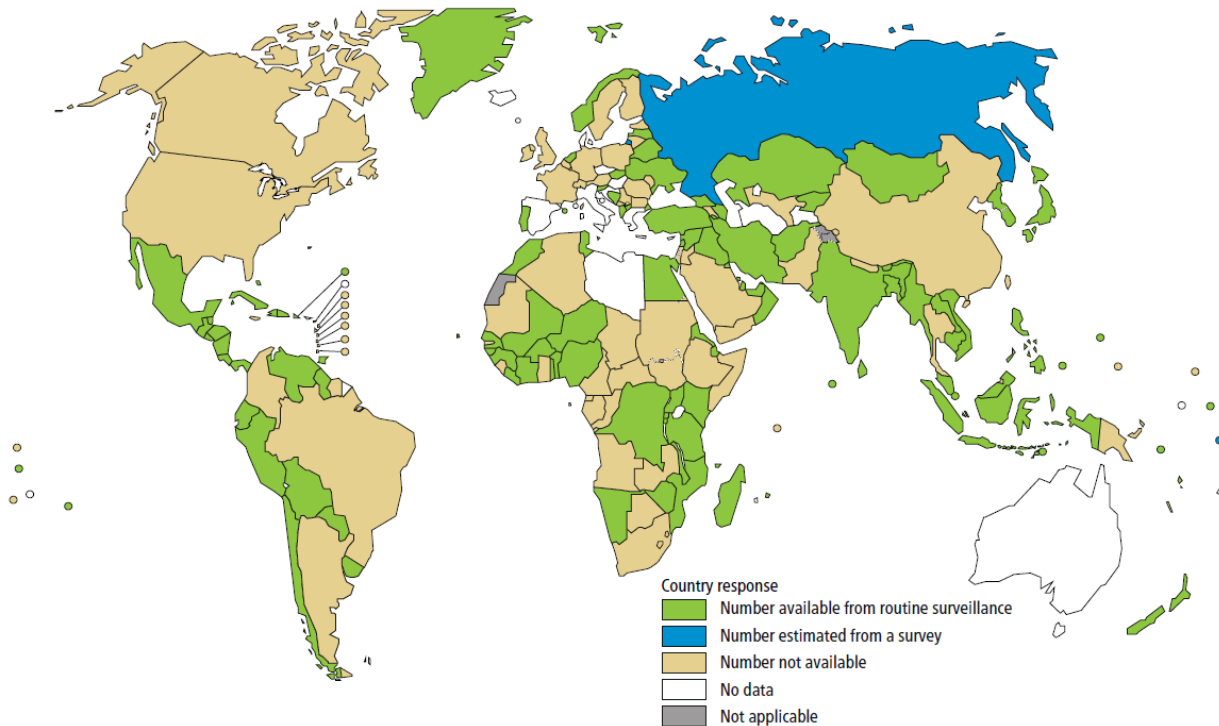 Country response
Number available from routine surveillance
Number estimated from a survey
Number not available
No data
Not applicable